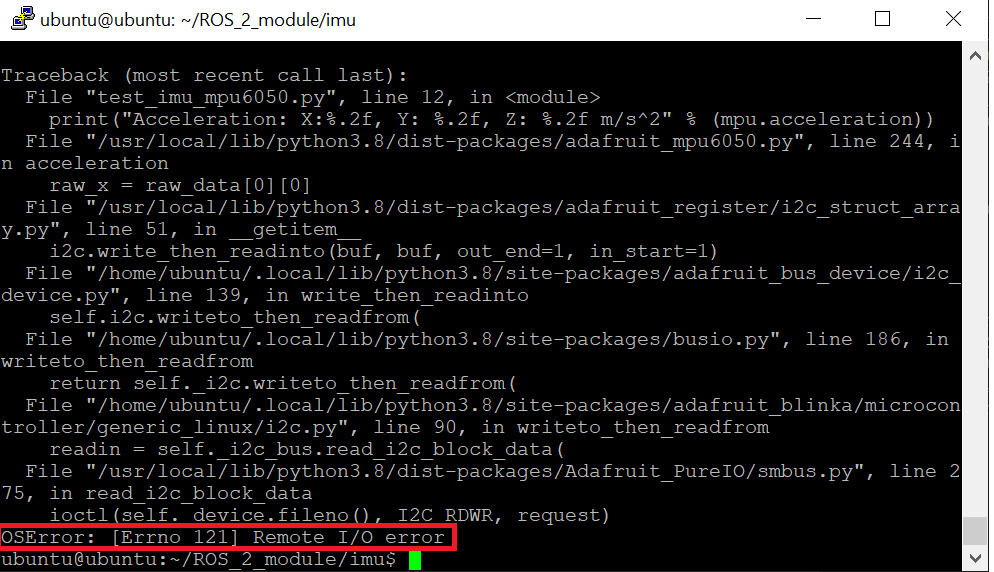 ubuntu@ubuntu: ~/ROS_2_module/imu
Traceback (most recent call last):
  File "test_imu_mpu6050.py", line 12, in <module>
    print("Acceleration: X:%.2f, Y: %.2f, Z: %.2f m/s^2" % (mpu.acceleration))
  File "/usr/local/lib/python3.8/dist-packages/adafruit_mpu6050.py", line 244, i
n acceleration
    raw_x = raw_data[0][0]
  File "/usr/local/lib/python3.8/dist-packages/adafruit_register/i2c_struct_arra
y.py", line 51, in __getitem__
    i2c.write_then_readinto(buf, buf, out_end=1, in_start=1)
  File "/home/ubuntu/.local/lib/python3.8/site-packages/adafruit_bus_device/i2c_
device.py", line 139, in write_then_readinto
    self.i2c.writeto_then_readfrom(
  File "/home/ubuntu/.local/lib/python3.8/site-packages/busio.py", line 186, in
writeto_then_readfrom
    return self._i2c.writeto_then_readfrom(
  File "/home/ubuntu/.local/lib/python3.8/site-packages/adafruit_blinka/microcon
troller/generic_linux/i2c.py", line 90, in writeto_then_readfrom
    readin = self._i2c_bus.read_i2c_block_data(
  File "/usr/local/lib/python3.8/dist-packages/Adafruit_PureIO/smbus.py", line 2
75, in read_i2c_block_data
    ioctl(self._device.fileno(), I2C_RDWR, request)
OSError: [Errno 121] Remote I/O error
ubuntu@ubuntu:~/ROS_2_module/imu$